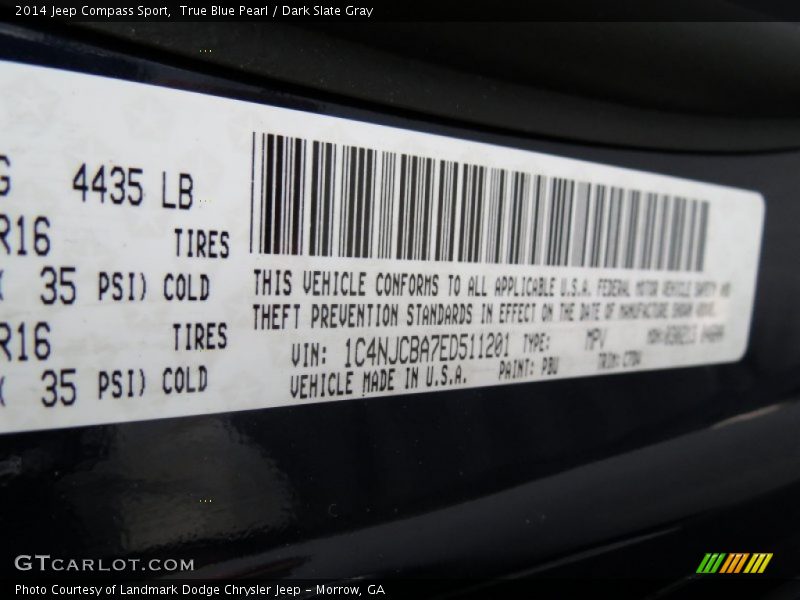 2014 Jeep Compass Sport,  True Blue Pearl / Dark Slate Gray
G 4435 LB
R16 TIRES
( 35 PSI) COLD
R16 TIRES
( 35 PSI) COLD
THIS VEHICLE CONFORMS TO ALL APPLICABLE U.S.A. FEDERAL MOTOR VEHICLE SAFETY AND
THEFT PREVENTION STANDARDS IN EFFECT ON THE DATE OF MANUFACTURE SHOWN ABOVE.
VIN: 1C4NJCBA7ED511201 TYPE: MPV MDH:
VEHICLE MADE IN U.S.A. PAINT: PBU TRIM:
GTCARLOT.COM
Photo Courtesy of Landmark Dodge Chrysler Jeep - Morrow, GA